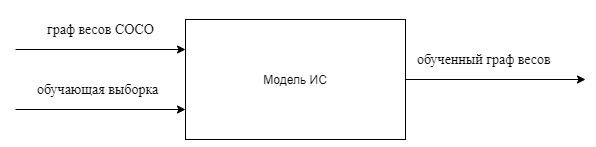 граф весов COCO
обучающая выборка
Модель ИС
обученный граф весов